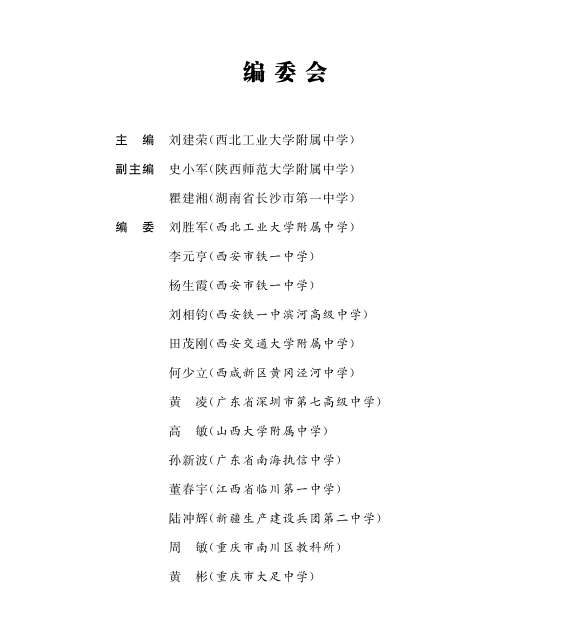 编委会
主　编　刘建荣(西北工业大学附属中学)
副主编　史小军(陕西师范大学附属中学)
瞿建湘(湖南省长沙市第一中学)
编　委　刘胜军(西北工业大学附属中学)
李元亨(西安市铁一中学)
杨生霞(西安市铁一中学)
刘相钧(西安铁一中滨河高级中学)
田茂刚(西安交通大学附属中学)
何少立(西咸新区黄冈泾河中学)
黄　凌(广东省深圳市第七高级中学)
高　敏(山西大学附属中学)
孙新波(广东省南海执信中学)
董春宇(江西省临川第一中学)
陆冲辉(新疆生产建设兵团第二中学)
周　敏(重庆市南川区教科所)
黄　彬(重庆市大足中学)